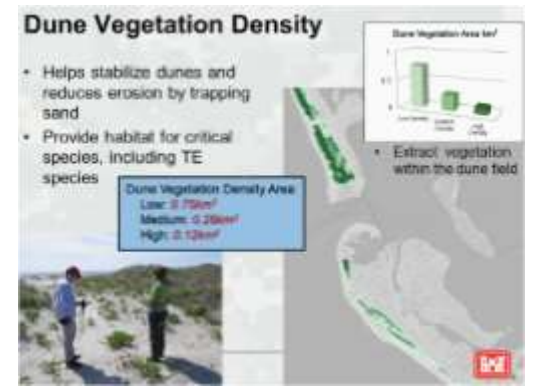 Dune Vegetation Density
• Helps stabilize dunes and
reduces erosion by trapping
sand
• Provide habitat for critical
species, including TE
species
Dune Vegetation Area km²
• Extract vegetation
within the dune field
Dune Vegetation Density Area
Low: 0.75km²
Medium: 0.26km²
High: 0.12km²